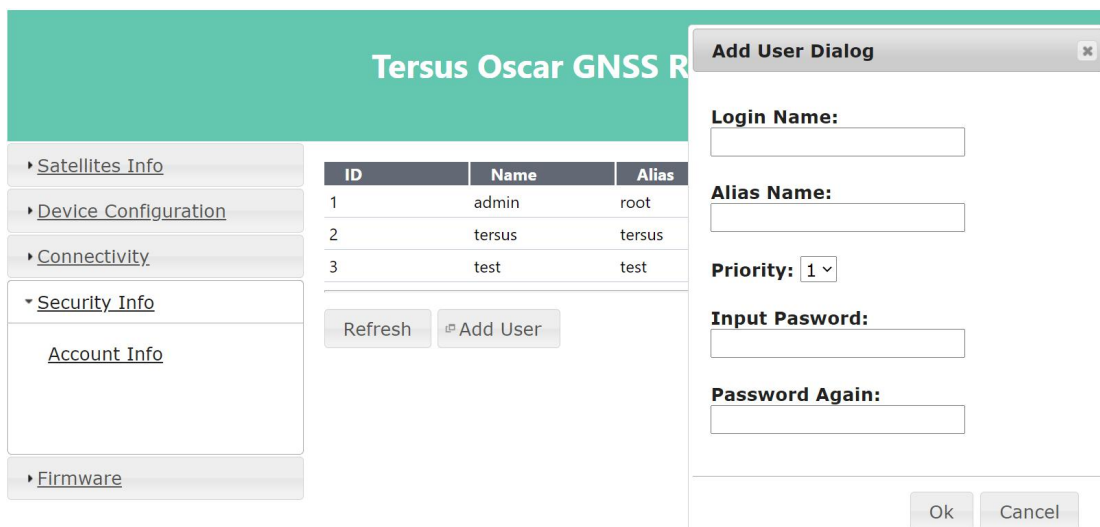 Tersus Oscar GNSS R
Satellites Info
Device Configuration
Connectivity
Security Info
Account Info
Firmware
ID Name Alias
1 admin root
2 tersus tersus
3 test test
Refresh Add User
Add User Dialog
Login Name:
Alias Name:
Priority: 1
Input Pasword:
Password Again:
Ok Cancel